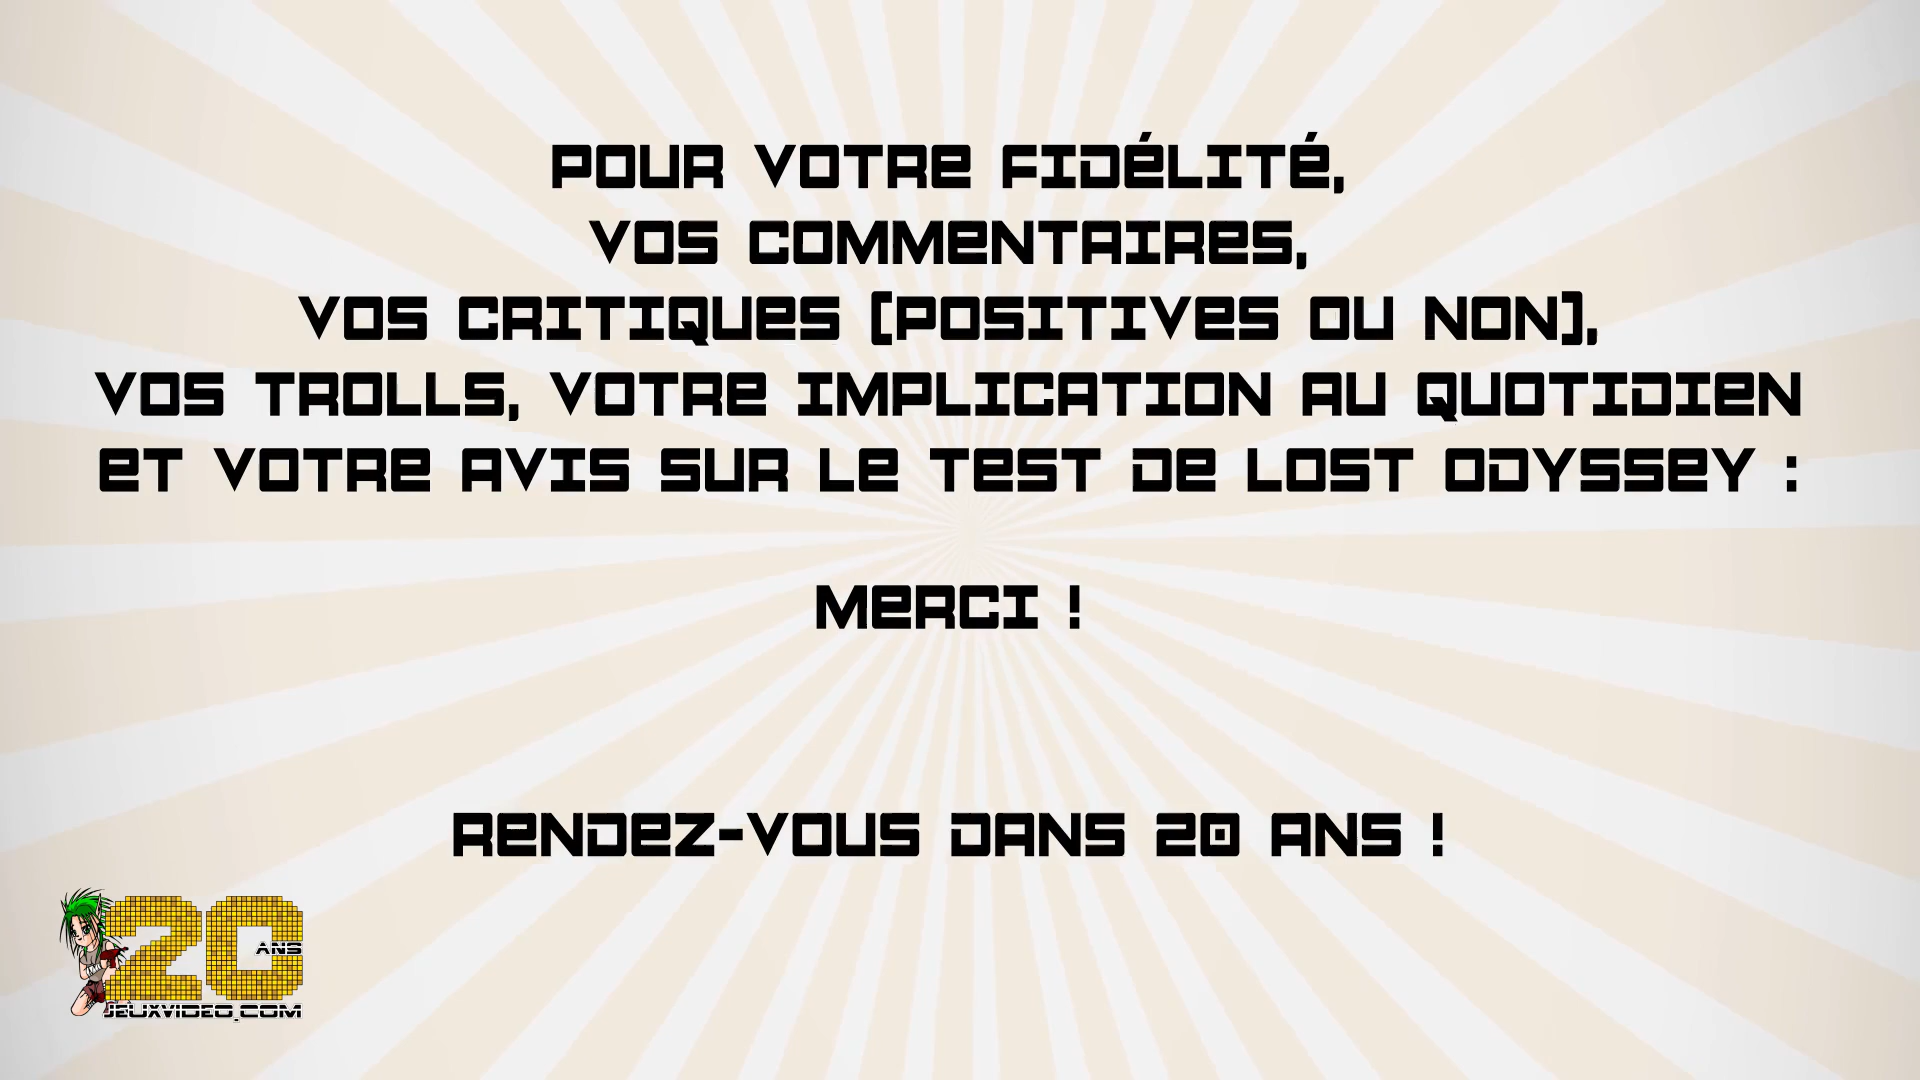 POUR VOTRE FIDÉLITÉ,
VOS COMMENTAIRES,
VOS CRITIQUES (POSITIVES OU NON),
VOS TROLLS, VOTRE IMPLICATION AU QUOTIDIEN
ET VOTRE AVIS SUR LE TEST DE LOST ODYSSEY :
MERCI !
RENDEZ-VOUS DANS 20 ANS !
20
ANS
JEUXVIDEO.COM